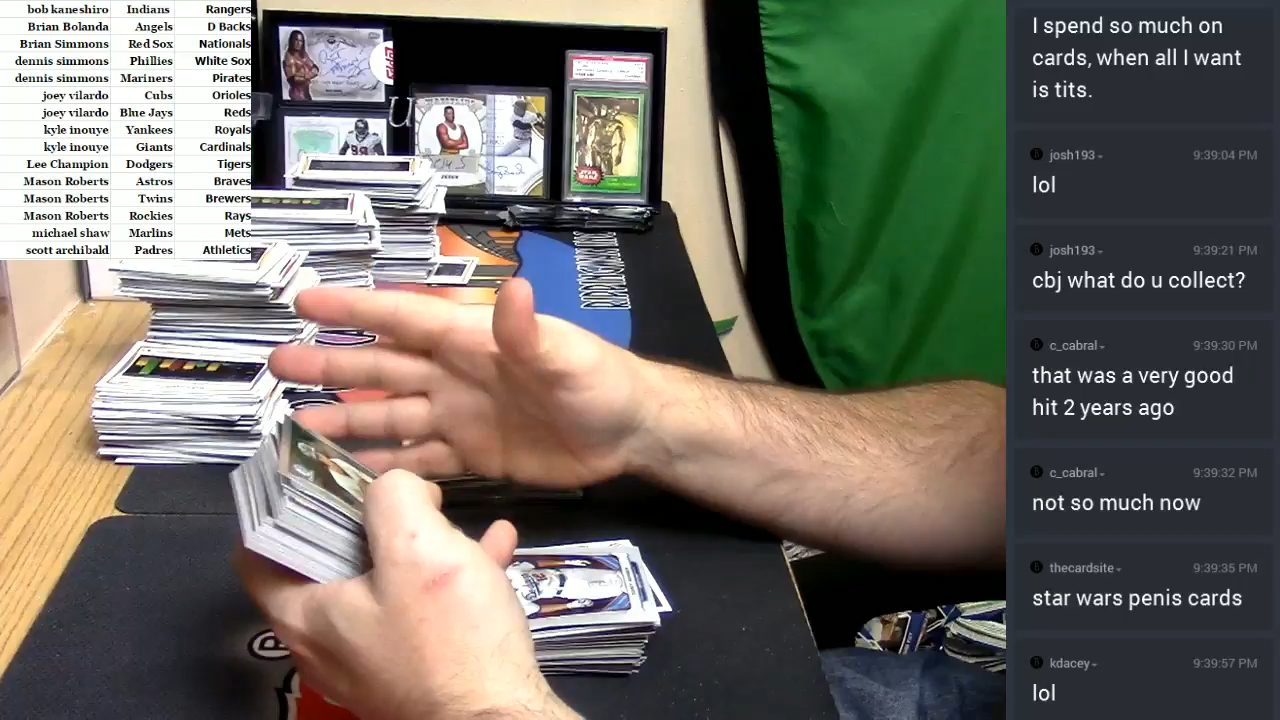 bob kaneshiro Indians Rangers
Brian Bolanda Angels D Backs
Brian Simmons Red Sox Nationals
dennis simmons Phillies White Sox
dennis simmons Mariners Pirates
joey vilardo Cubs Orioles
joey vilardo Blue Jays Reds
kyle inouye Yankees Royals
kyle inouye Giants Cardinals
Lee Champion Dodgers Tigers
Mason Roberts Astros Braves
Mason Roberts Twins Brewers
Mason Roberts Rockies Rays
michael shaw Marlins Mets
scott archibald Padres Athletics
STAR WARS
I spend so much on
cards, when all I want
is tits.
josh193 9:39:04 PM
lol
josh193 9:39:21 PM
cbj what do u collect?
c_cabral 9:39:30 PM
that was a very good
hit 2 years ago
c_cabral 9:39:32 PM
not so much now
thecardsite 9:39:35 PM
star wars penis cards
kdacey 9:39:57 PM
lol